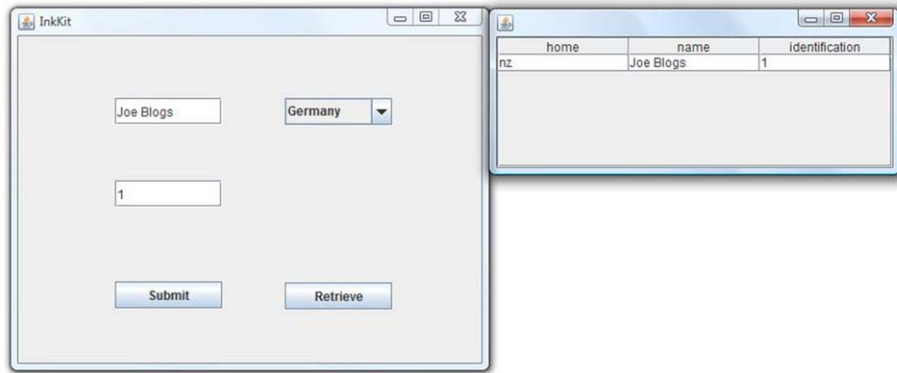 InkKit
Joe Blogs
Germany
1
Submit
Retrieve
home name identification
nz Joe Blogs 1